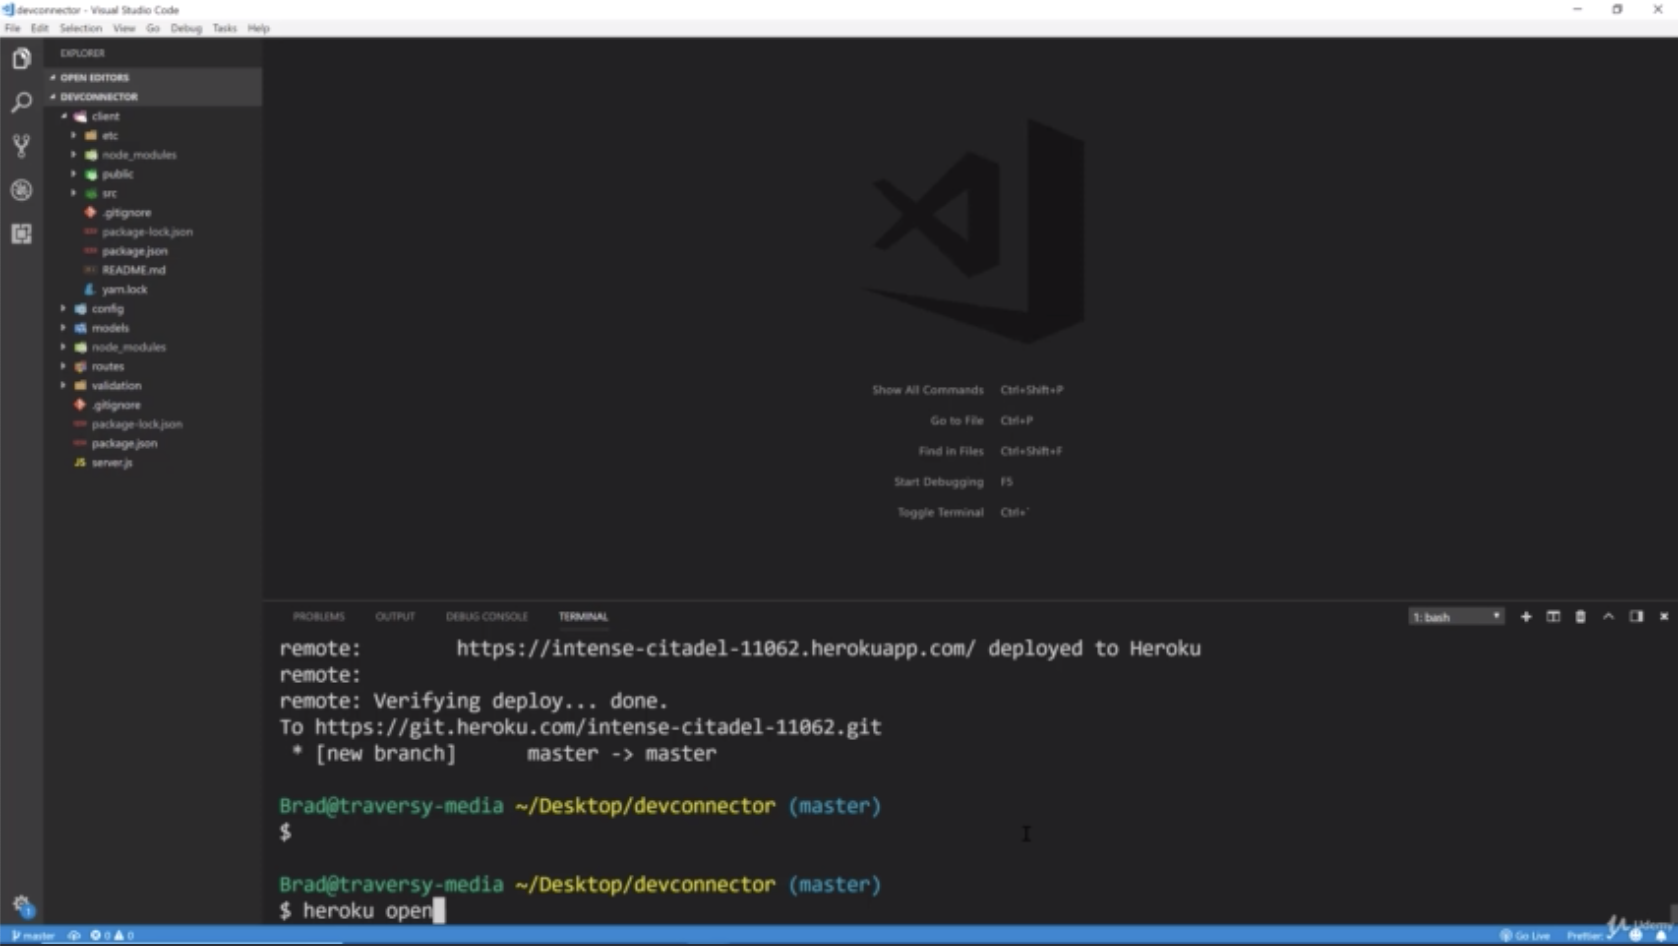 devconnector - Visual Studio Code
File Edit Selection View Go Debug Tasks Help
EXPLORER
OPEN EDITORS
DEVCONNECTOR
client
etc
node_modules
public
src
.gitignore
package-lock.json
package.json
README.md
yarn.lock
config
models
node_modules
routes
validation
.gitignore
package-lock.json
package.json
JS server.js
Show All Commands Ctrl+Shift+P
Go to File Ctrl+P
Find in Files Ctrl+Shift+F
Start Debugging F5
Toggle Terminal Ctrl+`
PROBLEMS OUTPUT DEBUG CONSOLE TERMINAL 1: bash
remote: https://intense-citadel-11062.herokuapp.com/ deployed to Heroku
remote:
remote: Verifying deploy... done.
To https://git.heroku.com/intense-citadel-11062.git
* [new branch] master -> master
Brad@traversy-media ~/Desktop/devconnector (master)
$
Brad@traversy-media ~/Desktop/devconnector (master)
$ heroku open
1
master 0 0 Go Live Prettier:
Udemy